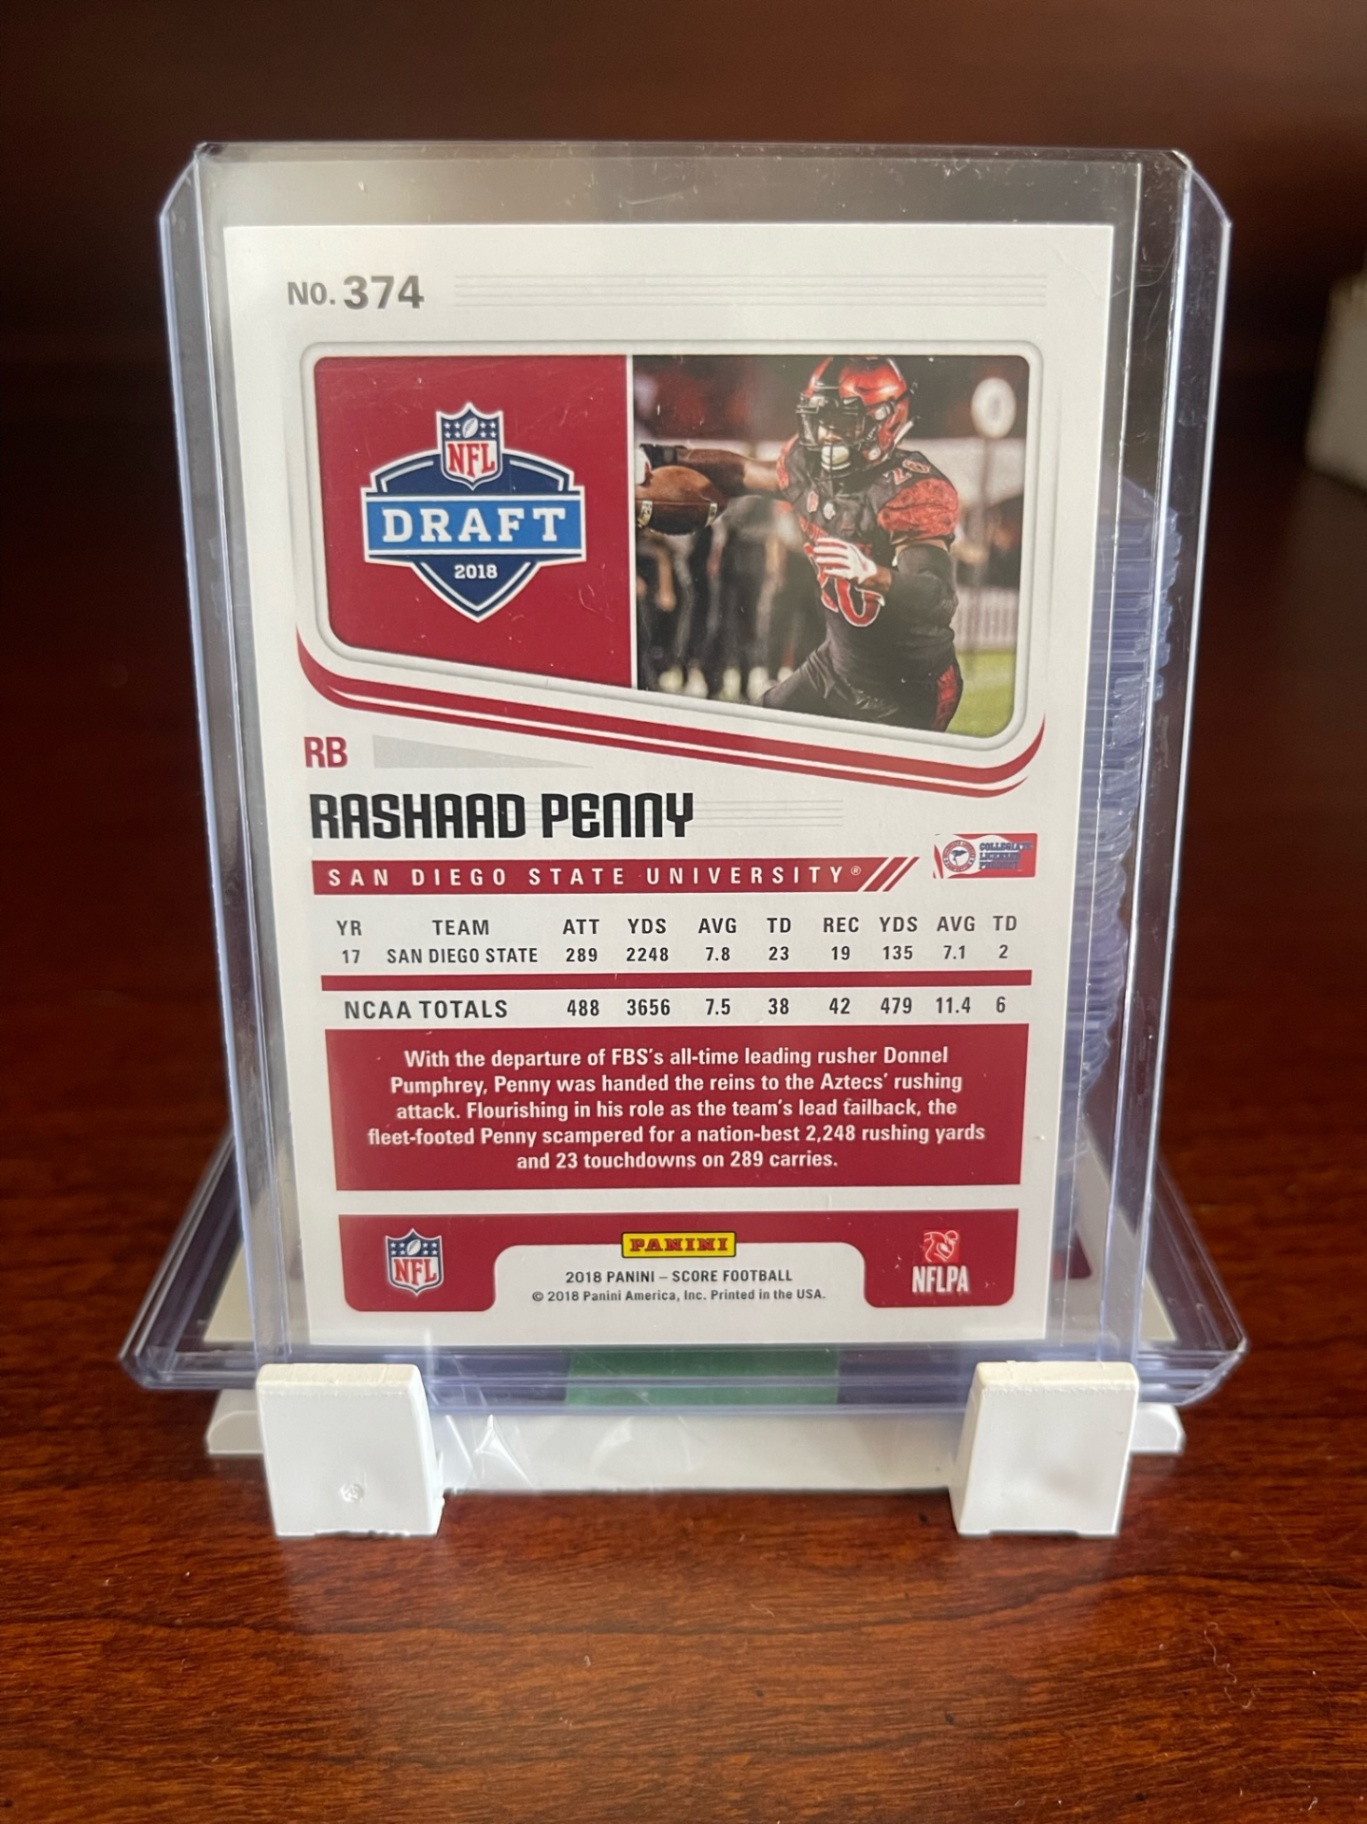 NO. 374
NFL
DRAFT
2018
20
RB
RASHAAD PENNY
SAN DIEGO STATE UNIVERSITY®
COLLEGIATE
LICENSED
PRODUCT
YR TEAM ATT YDS AVG TD REC YDS AVG TD
17 SAN DIEGO STATE 289 2248 7.8 23 19 135 7.1 2
NCAA TOTALS 488 3656 7.5 38 42 479 11.4 6
With the departure of FBS's all-time leading rusher Donnel
Pumphrey, Penny was handed the reins to the Aztecs' rushing
attack. Flourishing in his role as the team's lead tailback, the
fleet-footed Penny scampered for a nation-best 2,248 rushing yards
and 23 touchdowns on 289 carries.
NFL
PANINI
2018 PANINI – SCORE FOOTBALL
© 2018 Panini America, Inc. Printed in the USA.
NFLPA